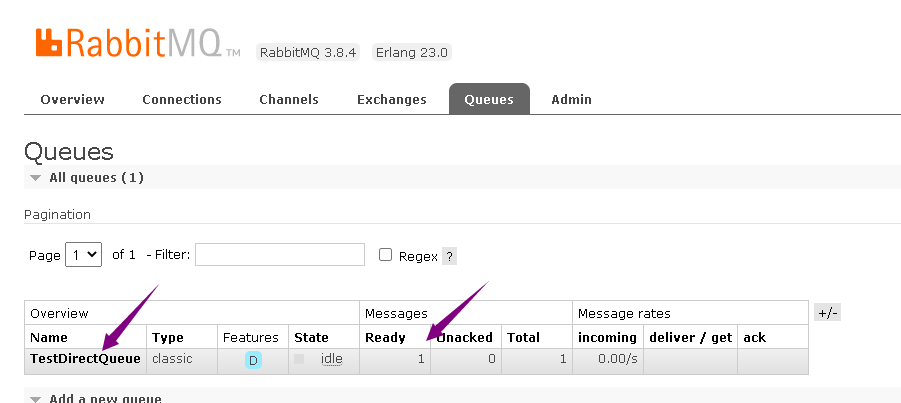 RabbitMQ TM RabbitMQ 3.8.4 Erlang 23.0
Overview Connections Channels Exchanges Queues Admin
Queues
All queues (1)
Pagination
Page 1 of 1 - Filter: Regex ?
Overview Messages Message rates +/-
Name Type Features State Ready Unacked Total incoming deliver / get ack
TestDirectQueue classic D idle 1 0 1 0.00/s
Add a new queue